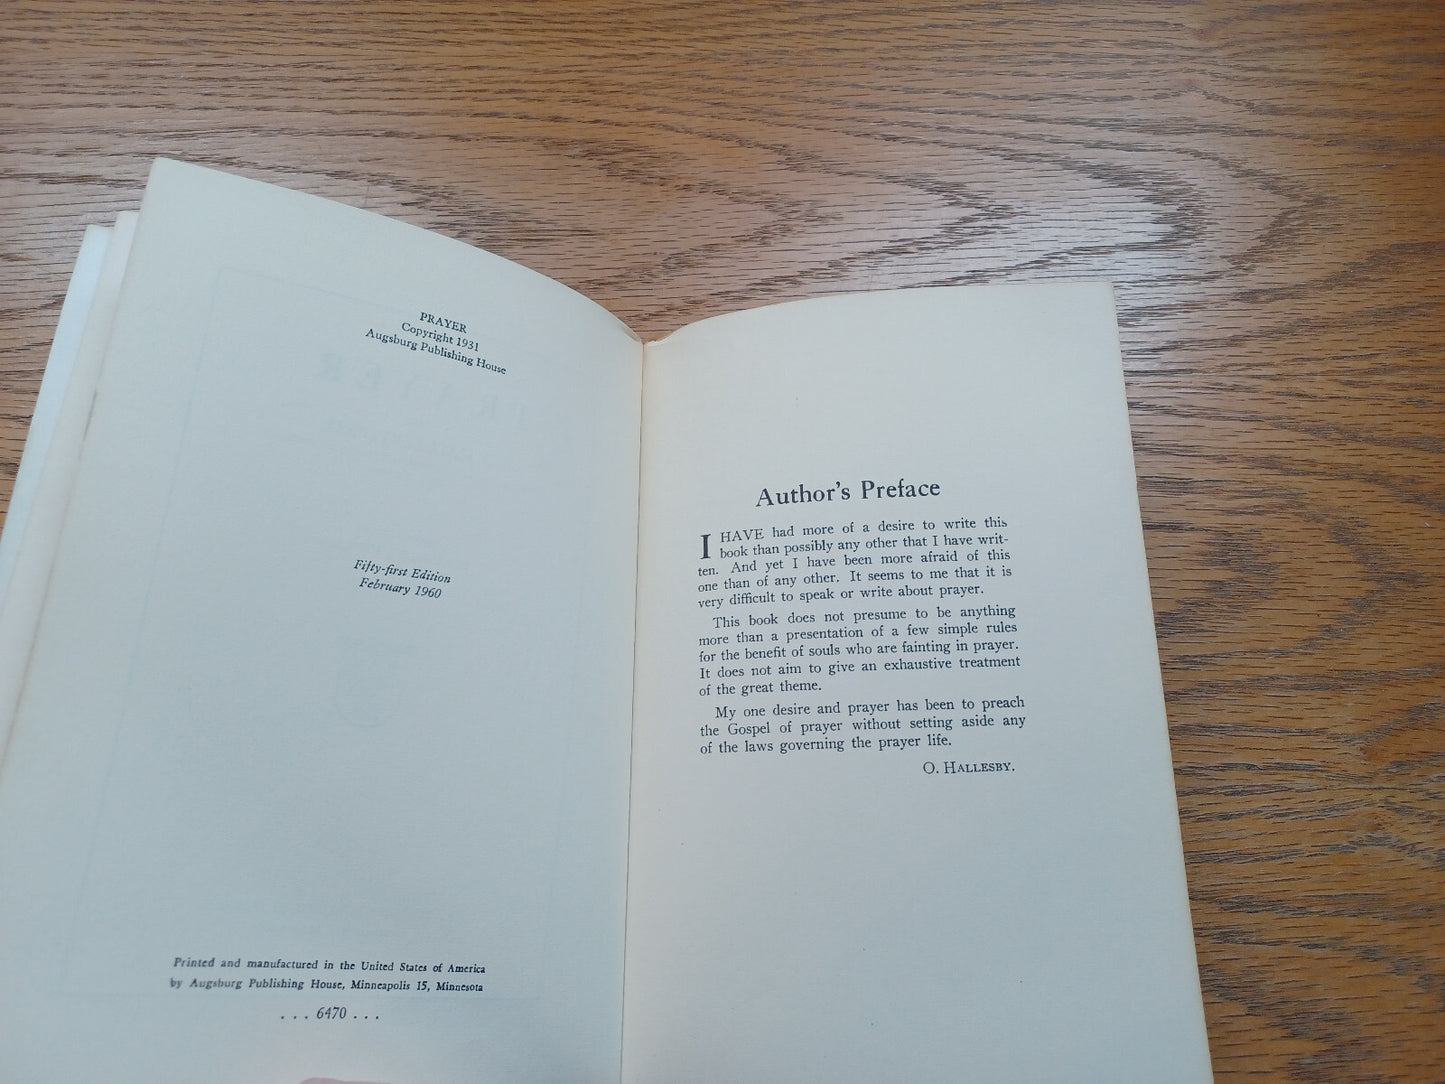 PRAYER
Copyright 1931
Augsburg Publishing House
Fifty-first Edition
February 1960
Printed and manufactured in the United States of America
by Augsburg Publishing House, Minneapolis 15, Minnesota
. . . 6470 . . .
Author's Preface
I HAVE had more of a desire to write this
book than possibly any other that I have writ-
ten. And yet I have been more afraid of this
one than of any other. It seems to me that it is
very difficult to speak or write about prayer.
This book does not presume to be anything
more than a presentation of a few simple rules
for the benefit of souls who are fainting in prayer.
It does not aim to give an exhaustive treatment
of the great theme.
My one desire and prayer has been to preach
the Gospel of prayer without setting aside any
of the laws governing the prayer life.
O. HALLESBY.